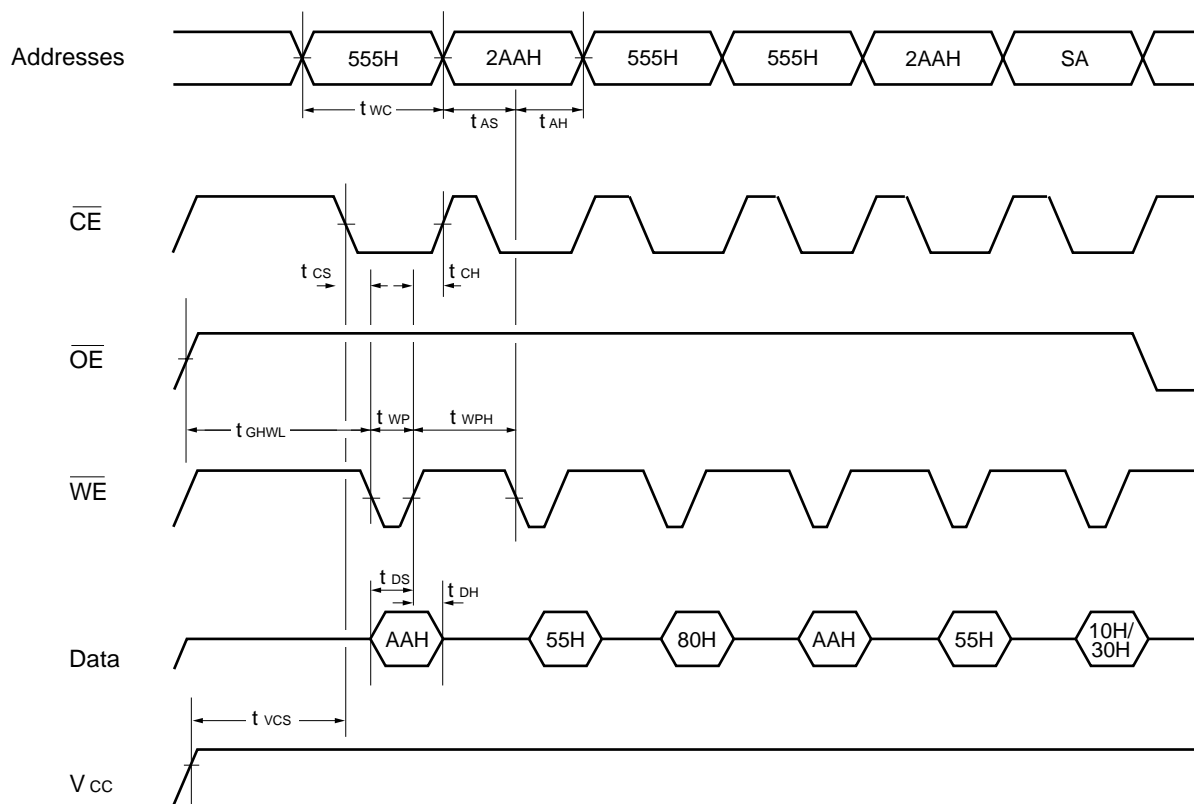 Addresses 555H 2AAH 555H 555H 2AAH SA
t WC t AS t AH
CE
t CS t CH
OE
t GHWL t WP t WPH
WE
t DS t DH
Data AAH 55H 80H AAH 55H 10H/
30H
t VCS
V CC